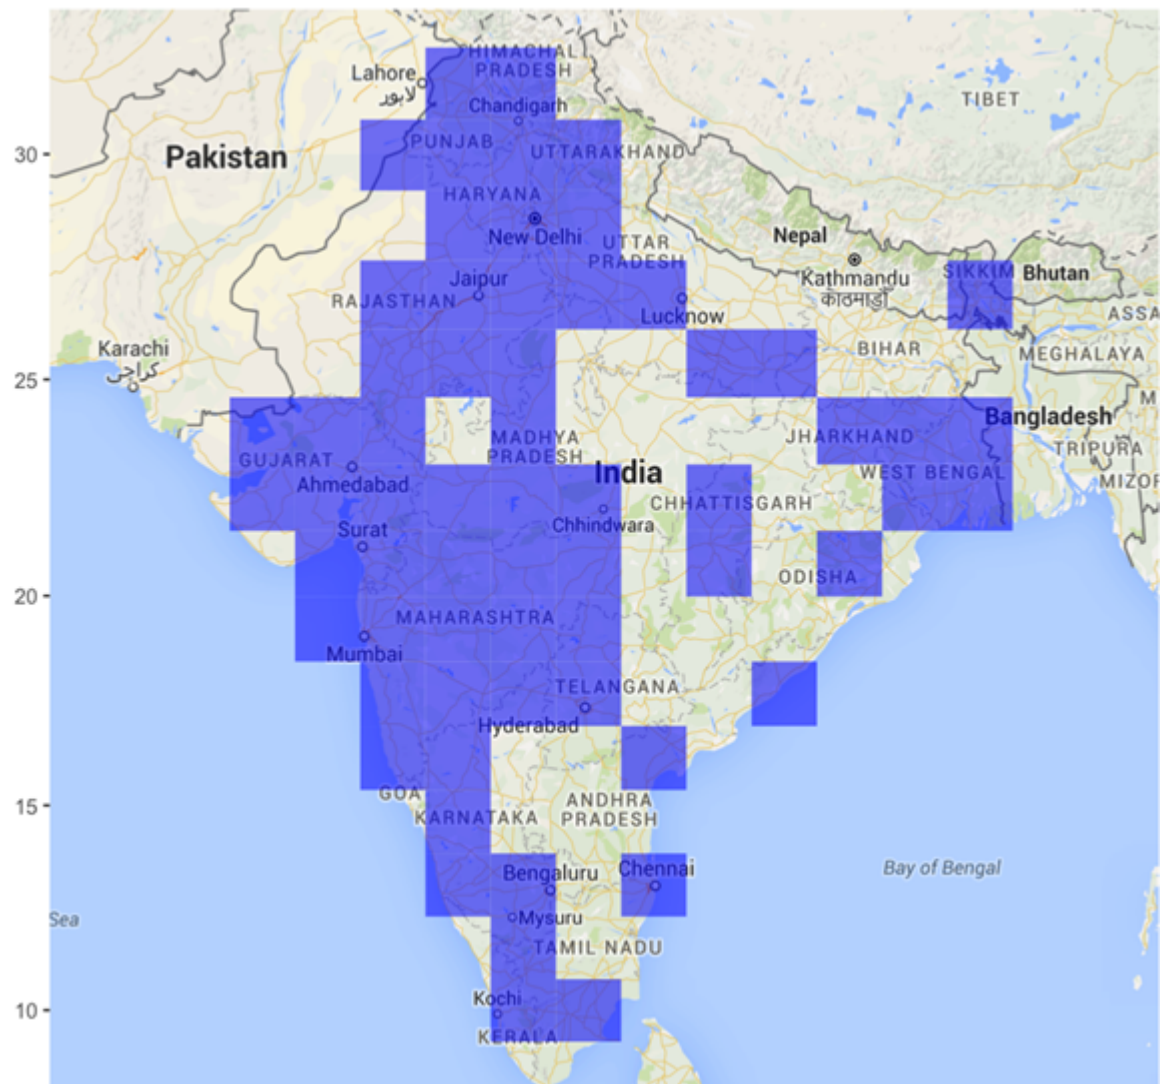 HIMACHAL
PRADESH
Lahore
لاہور
TIBET
Chandigarh
PUNJAB
30
Pakistan
UTTARAKHAND
HARYANA
New Delhi
Nepal
UTTAR
PRADESH
Jaipur
Kathmandu
काठमाडौं
SIKKIM
Bhutan
RAJASTHAN
Lucknow
ASSA
Karachi
کراچی
BIHAR
MEGHALAYA
25
M
Bangladesh
MADHYA
PRADESH
JHARKHAND
TRIPURA
GUJARAT
India
WEST BENGAL
Ahmedabad
MIZOR
CHHATTISGARH
Chhindwara
Surat
ODISHA
20
MAHARASHTRA
Mumbai
TELANGANA
Hyderabad
GOA
15
ANDHRA
PRADESH
KARNATAKA
Bengaluru
Chennai
Bay of Bengal
Sea
Mysuru
TAMIL NADU
Kochi
10
KERALA